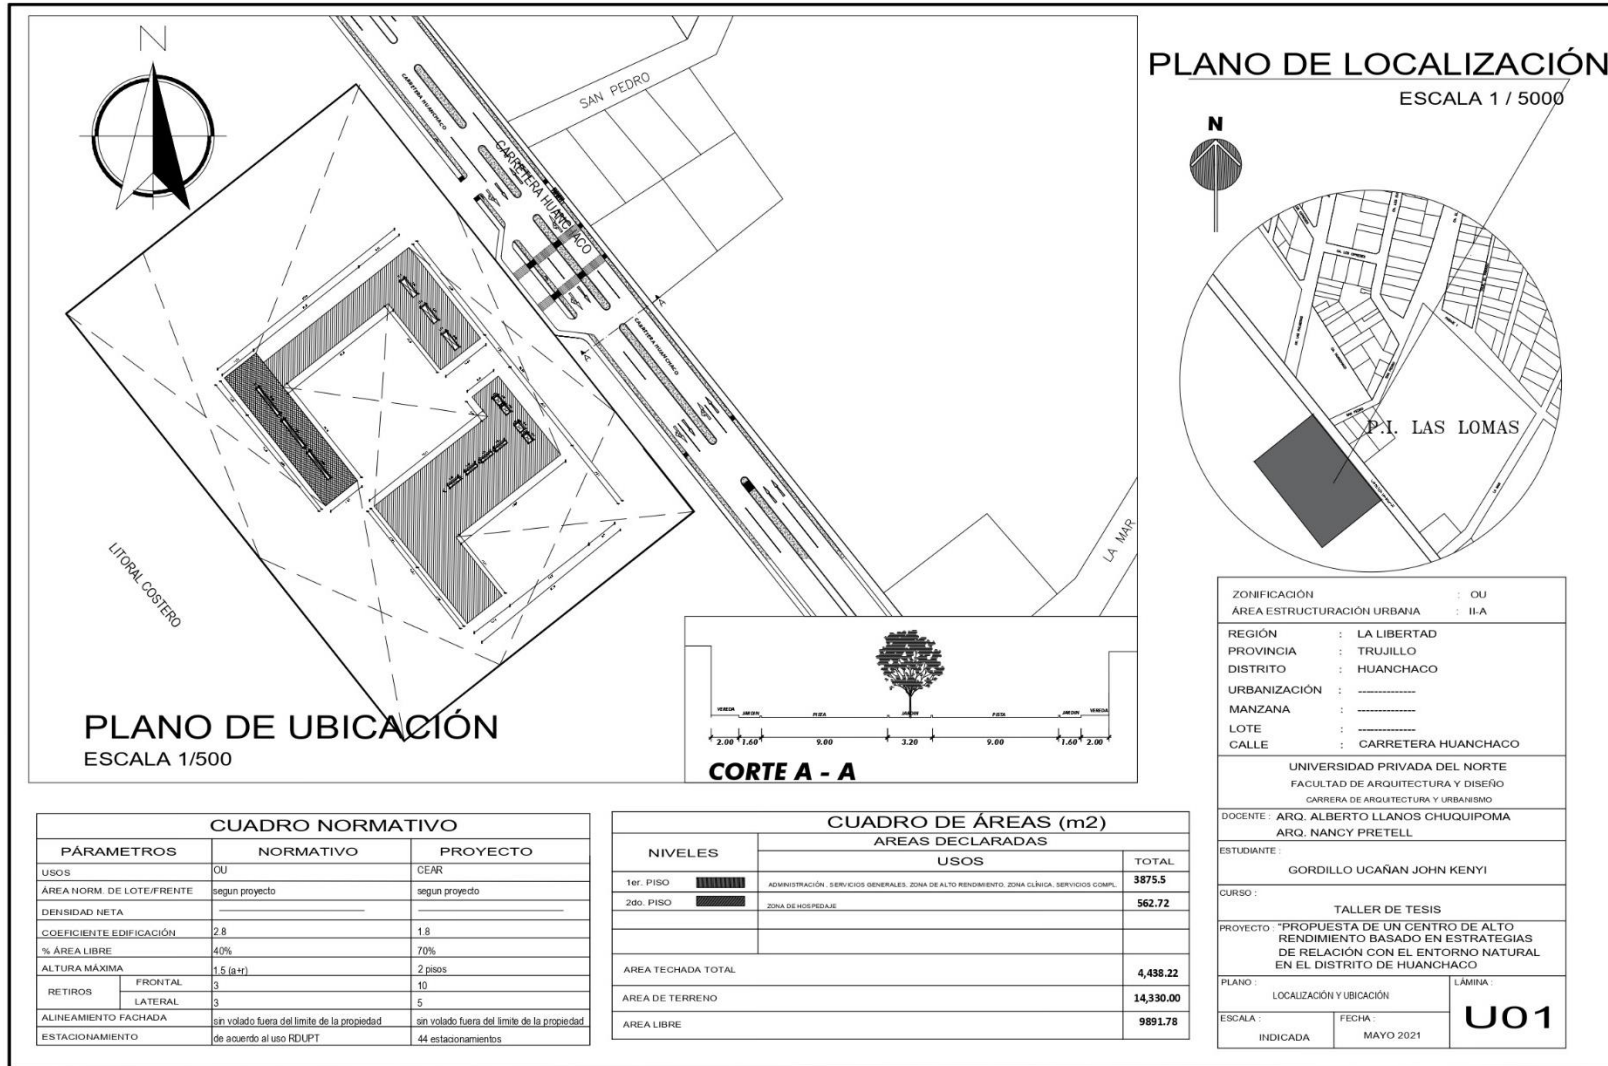 N
CARRETERA HUANCHACO
CARRETERA HUANCHACO
SAN PEDRO
A
A
CARRETERA HUANCHACO
LITORAL COSTERO
LA MAR
PLANO DE UBICACIÓN
ESCALA 1/500
VEREDA JARDIN PISTA JARDIN PISTA JARDIN VEREDA
2.00 1.60 9.00 3.20 9.00 1.60 2.00
CORTE A - A
PLANO DE LOCALIZACIÓN
ESCALA 1 / 5000
N
P.I. LAS LOMAS
ZONIFICACIÓN : OU
ÁREA ESTRUCTURACIÓN URBANA : II-A
REGIÓN : LA LIBERTAD
PROVINCIA : TRUJILLO
DISTRITO : HUANCHACO
URBANIZACIÓN : --------------
MANZANA : --------------
LOTE : --------------
CALLE : CARRETERA HUANCHACO
UNIVERSIDAD PRIVADA DEL NORTE
FACULTAD DE ARQUITECTURA Y DISEÑO
CARRERA DE ARQUITECTURA Y URBANISMO
DOCENTE : ARQ. ALBERTO LLANOS CHUQUIPOMA
ARQ. NANCY PRETELL
ESTUDIANTE :
GORDILLO UCAÑAN JOHN KENYI
CURSO :
TALLER DE TESIS
PROYECTO : "PROPUESTA DE UN CENTRO DE ALTO
RENDIMIENTO BASADO EN ESTRATEGIAS
DE RELACIÓN CON EL ENTORNO NATURAL
EN EL DISTRITO DE HUANCHACO
PLANO :
LOCALIZACIÓN Y UBICACIÓN
LÁMINA :
U01
ESCALA :
INDICADA
FECHA :
MAYO 2021
CUADRO NORMATIVO
PÁRAMETROS NORMATIVO PROYECTO
USOS OU CEAR
ÁREA NORM. DE LOTE/FRENTE segun proyecto segun proyecto
DENSIDAD NETA
COEFICIENTE EDIFICACIÓN 2.8 1.8
% ÁREA LIBRE 40% 70%
ALTURA MÁXIMA 1.5 (a+r) 2 pisos
RETIROS
FRONTAL 3 10
LATERAL 3 5
ALINEAMIENTO FACHADA sin volado fuera del limite de la propiedad sin volado fuera del limite de la propiedad
ESTACIONAMIENTO de acuerdo al uso RDUPT 44 estacionamientos
CUADRO DE ÁREAS (m2)
NIVELES
AREAS DECLARADAS
USOS TOTAL
1er. PISO ADMINISTRACIÓN , SERVICIOS GENERALES, ZONA DE ALTO RENDIMIENTO, ZONA CLÍNICA, SERVICIOS COMPL. 3875.5
2do. PISO ZONA DE HOSPEDAJE 562.72
AREA TECHADA TOTAL 4,438.22
AREA DE TERRENO 14,330.00
AREA LIBRE 9891.78